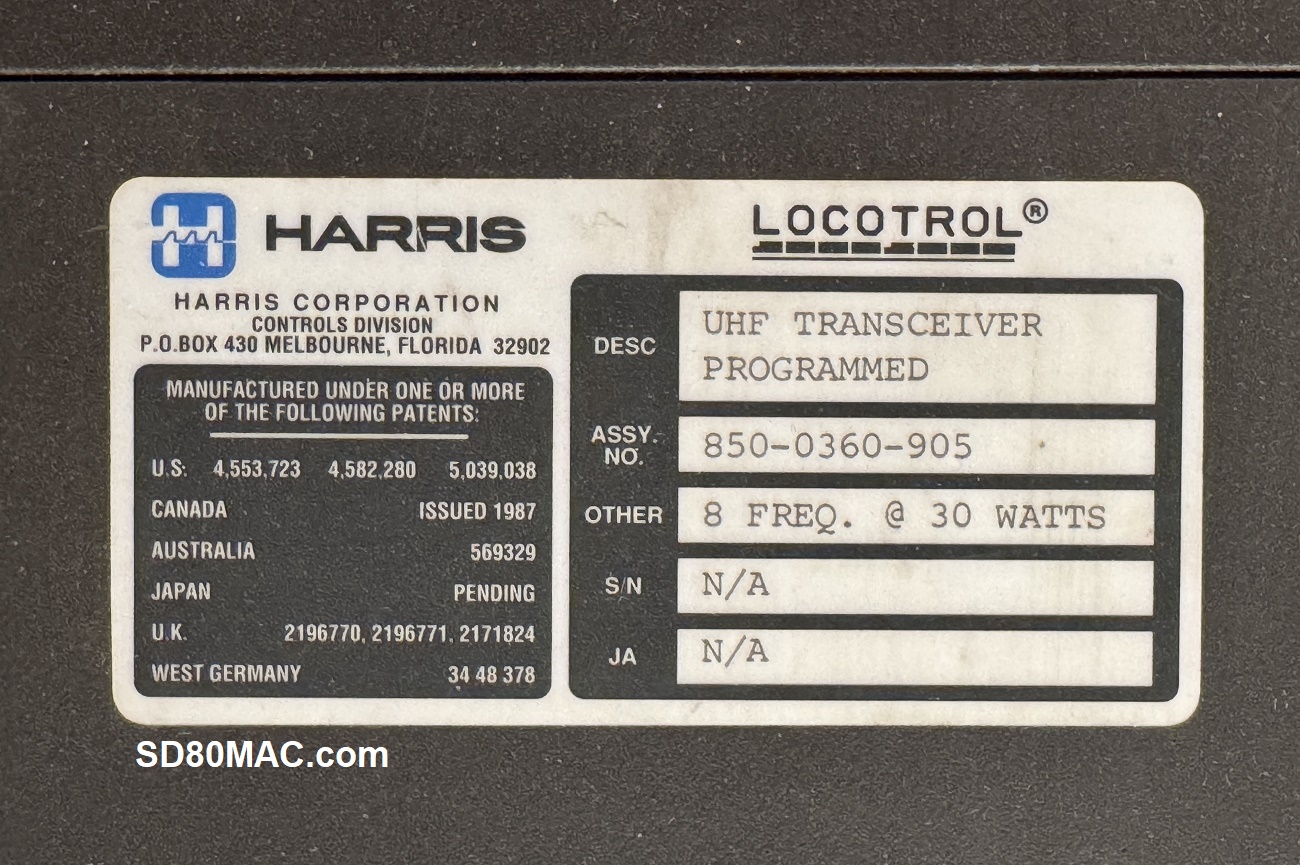 HARRIS
HARRIS CORPORATION
CONTROLS DIVISION
P.O.BOX 430 MELBOURNE, FLORIDA 32902
MANUFACTURED UNDER ONE OR MORE
OF THE FOLLOWING PATENTS:
U.S. 4,553,723 4,582,280 5,039,038
CANADA ISSUED 1987
AUSTRALIA 569329
JAPAN PENDING
U.K. 2196770, 2196771, 2171824
WEST GERMANY 34 48 378
LOCOTROL®
DESC UHF TRANSCEIVER
PROGRAMMED
ASSY.
NO. 850-0360-905
OTHER 8 FREQ. @ 30 WATTS
S/N N/A
JA N/A
SD80MAC.com